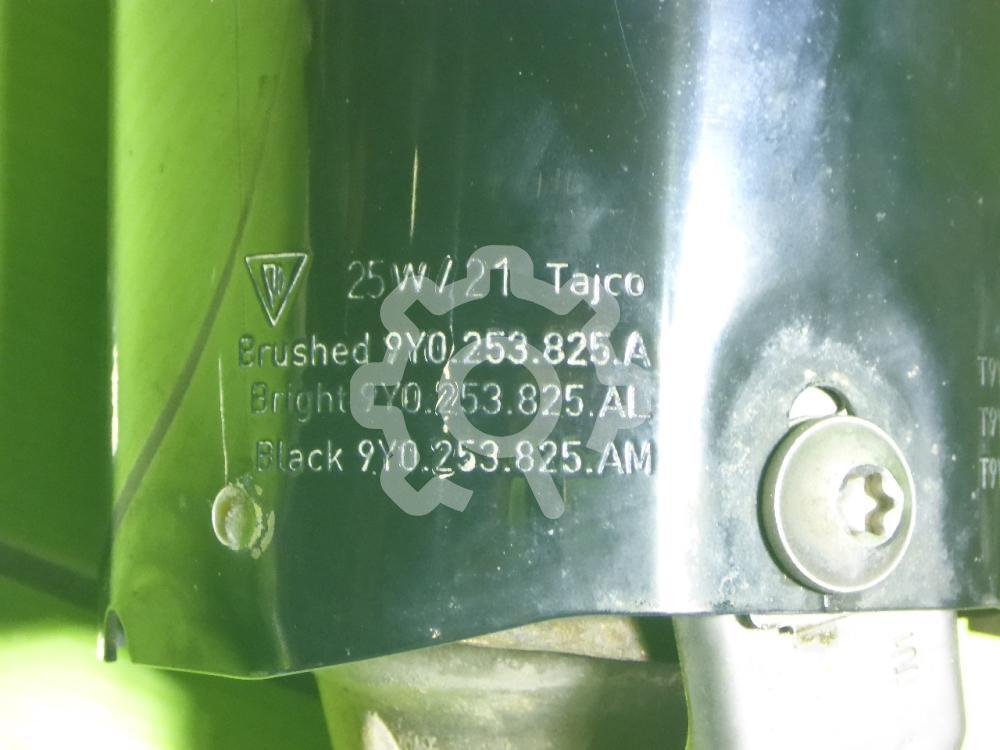 25W/21 Tajco
Brushed 9Y0.253.825.A
Bright 9Y0.253.825.AL
Black 9Y0.253.825.AM